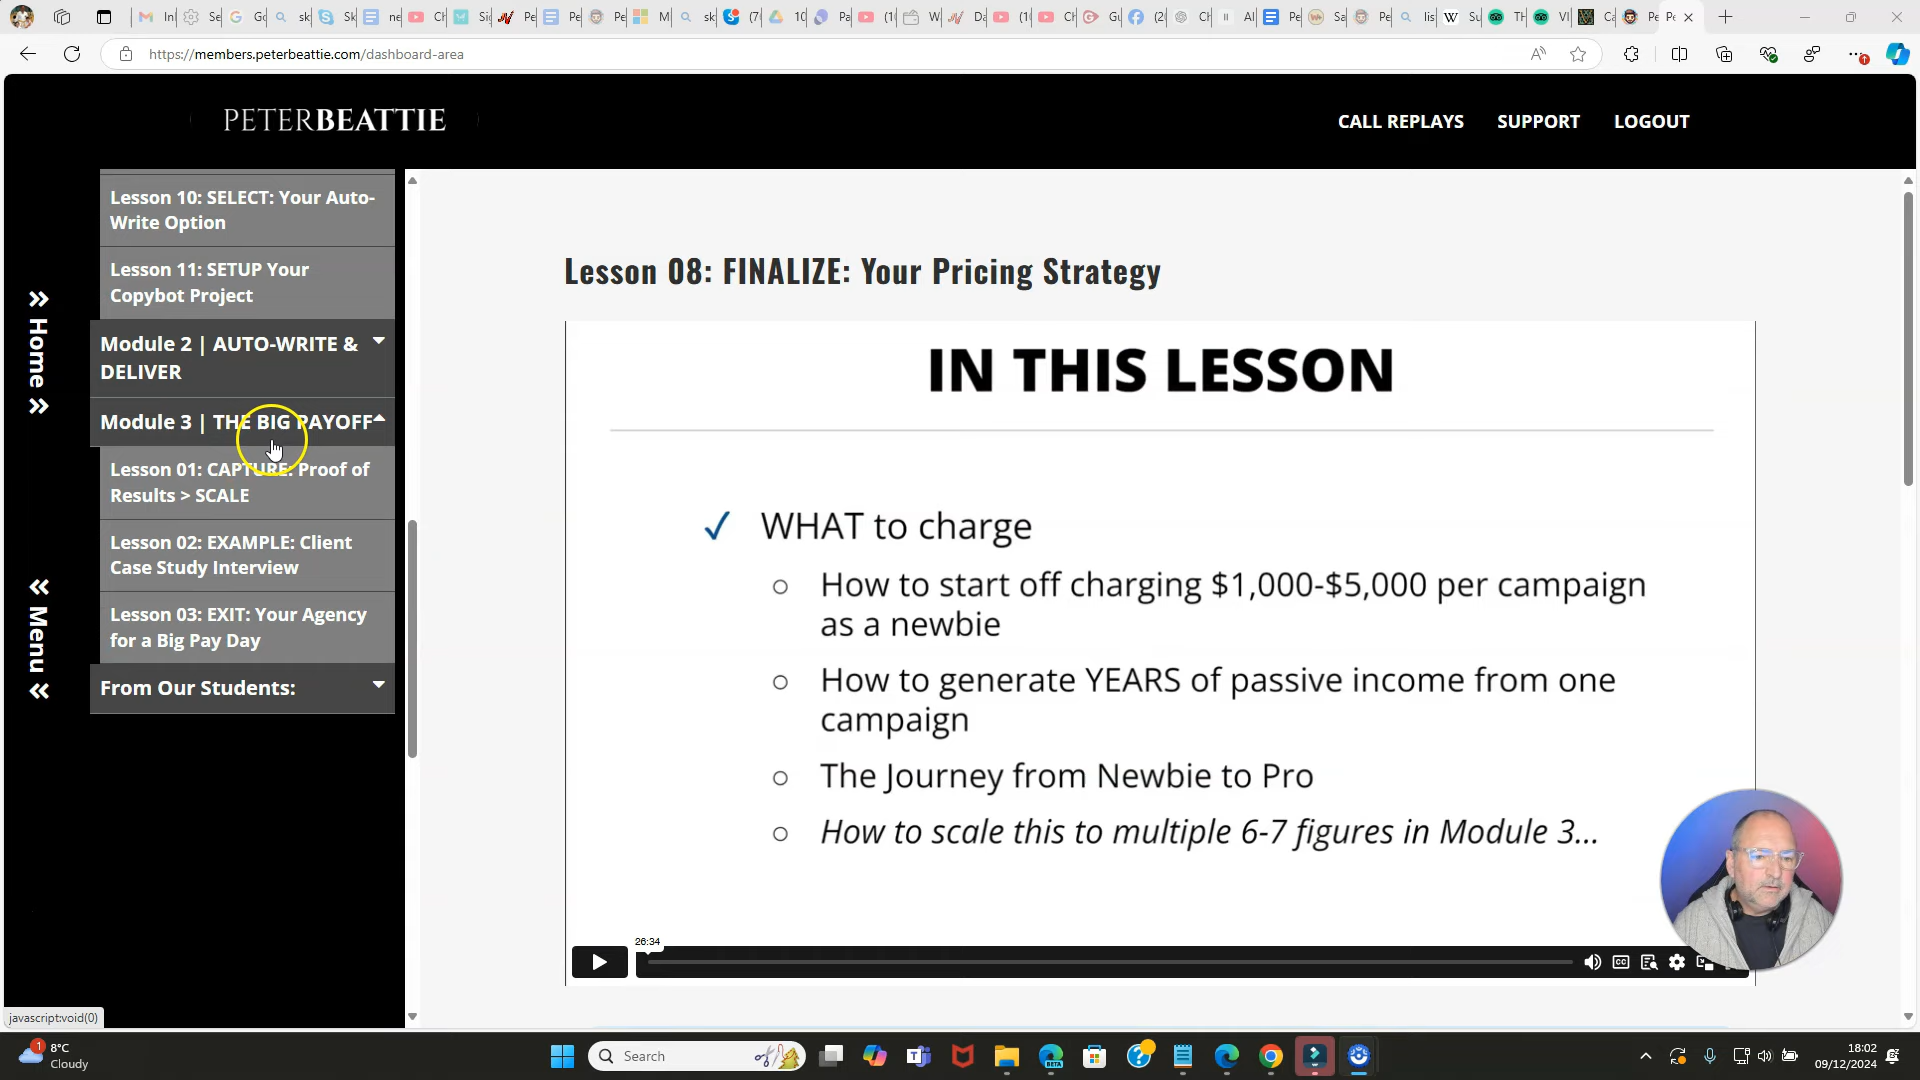 https://members.peterbeattie.com/dashboard-area
PETERBEATTIE
CALL REPLAYS
SUPPORT
LOGOUT
Home
Menu
Lesson 10: SELECT: Your Auto-
Write Option
Lesson 11: SETUP Your
Copybot Project
Module 2 | AUTO-WRITE &
DELIVER
Module 3 | THE BIG PAYOFF
Lesson 01: CAPTURE: Proof of
Results > SCALE
Lesson 02: EXAMPLE: Client
Case Study Interview
Lesson 03: EXIT: Your Agency
for a Big Pay Day
From Our Students:
Lesson 08: FINALIZE: Your Pricing Strategy
IN THIS LESSON
WHAT to charge
How to start off charging $1,000-$5,000 per campaign
as a newbie
How to generate YEARS of passive income from one
campaign
The Journey from Newbie to Pro
How to scale this to multiple 6-7 figures in Module 3...
26:34
CC
javascript:void(0)
1
8°C
Cloudy
Search
18:02
09/12/2024